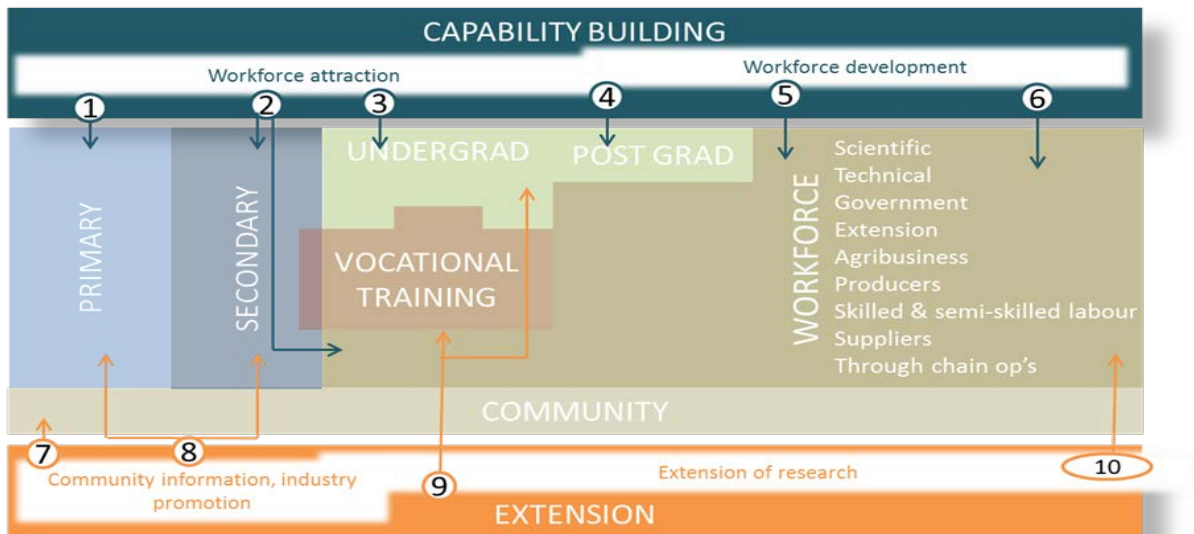 CAPABILITY BUILDING
Workforce attraction
Workforce development
1
2
3
4
5
6
PRIMARY
SECONDARY
UNDERGRAD
POST GRAD
VOCATIONAL
TRAINING
WORKFORCE
Scientific
Technical
Government
Extension
Agribusiness
Producers
Skilled & semi-skilled labour
Suppliers
Through chain op's
COMMUNITY
7
8
9
10
Community information, industry
promotion
Extension of research
EXTENSION